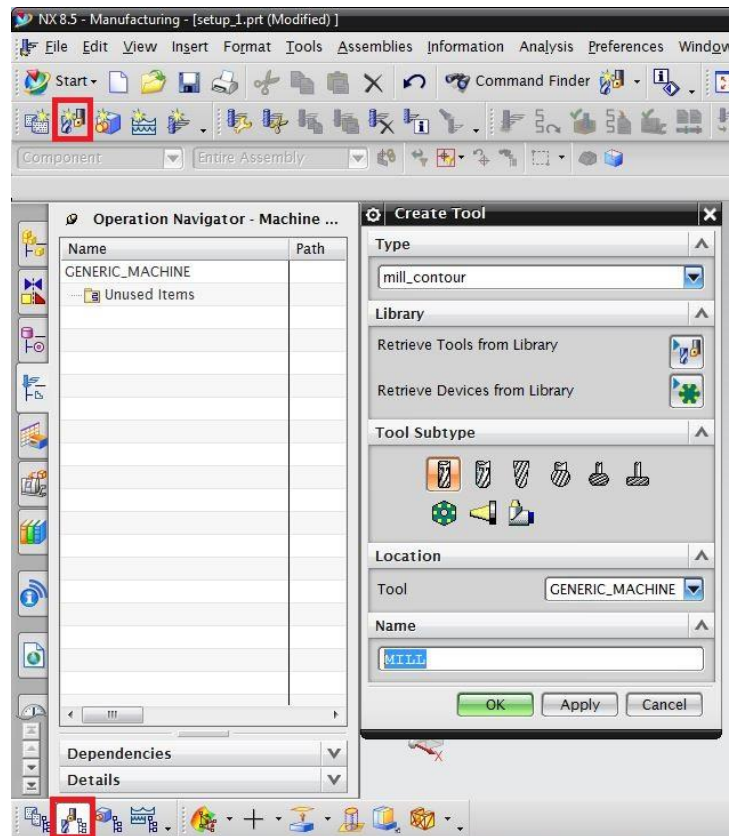 NX 8.5 - Manufacturing - [setup_1.prt (Modified) ]
File Edit View Insert Format Tools Assemblies Information Analysis Preferences Window
Start Command Finder
Component Entire Assembly
Operation Navigator - Machine ...
Name Path
GENERIC_MACHINE
Unused Items
Dependencies
Details
Create Tool
Type
mill_contour
Library
Retrieve Tools from Library
Retrieve Devices from Library
Tool Subtype
Location
Tool GENERIC_MACHINE
Name
MILL
OK Apply Cancel
X